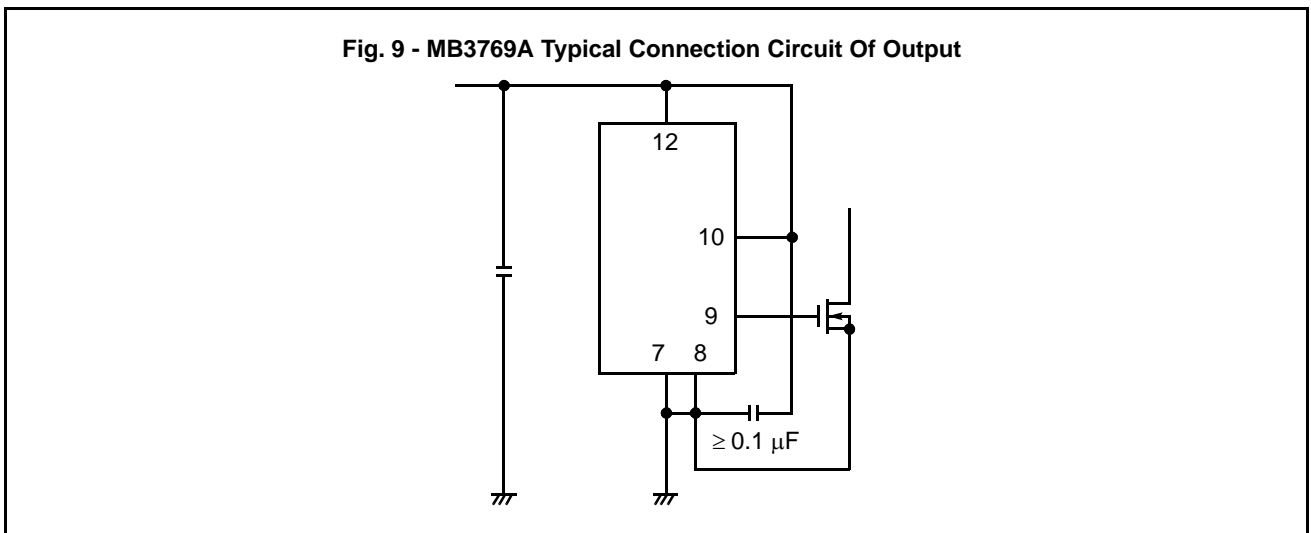 Fig. 9 - MB3769A Typical Connection Circuit Of Output
12
10
9
7 8
≥ 0.1 μF